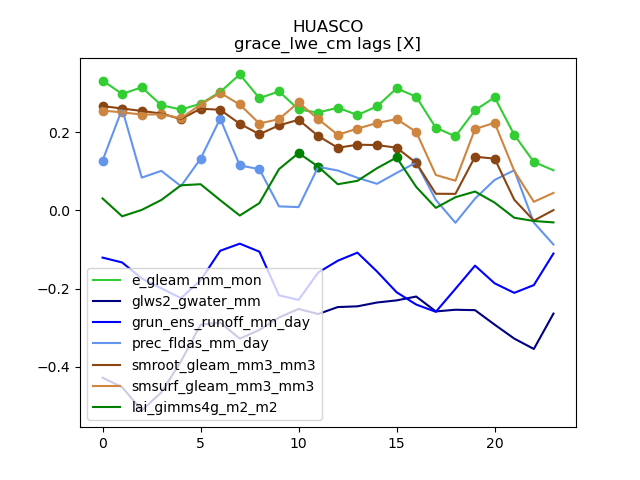 HUASCO
grace_lwe_cm lags [X]
0.2
0.0
−0.2
−0.4
e_gleam_mm_mon
glws2_gwater_mm
grun_ens_runoff_mm_day
prec_fldas_mm_day
smroot_gleam_mm3_mm3
smsurf_gleam_mm3_mm3
lai_gimms4g_m2_m2
0 5 10 15 20